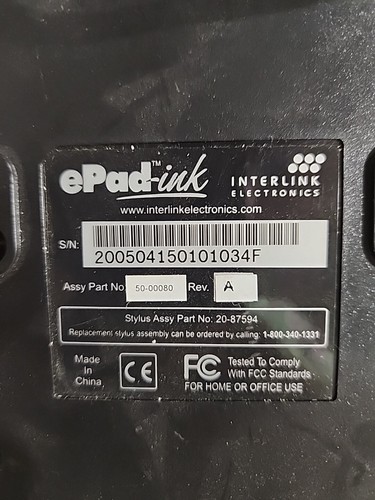 ePad-ink™
INTERLINK
ELECTRONICS
www.interlinkelectronics.com
S/N:
200504150101034F
Assy Part No. 50-00080 Rev. A
Stylus Assy Part No: 20-87594
Replacement stylus assembly can be ordered by calling: 1-800-340-1331
Made
In
China
CE
FC Tested To Comply
With FCC Standards
FOR HOME OR OFFICE USE